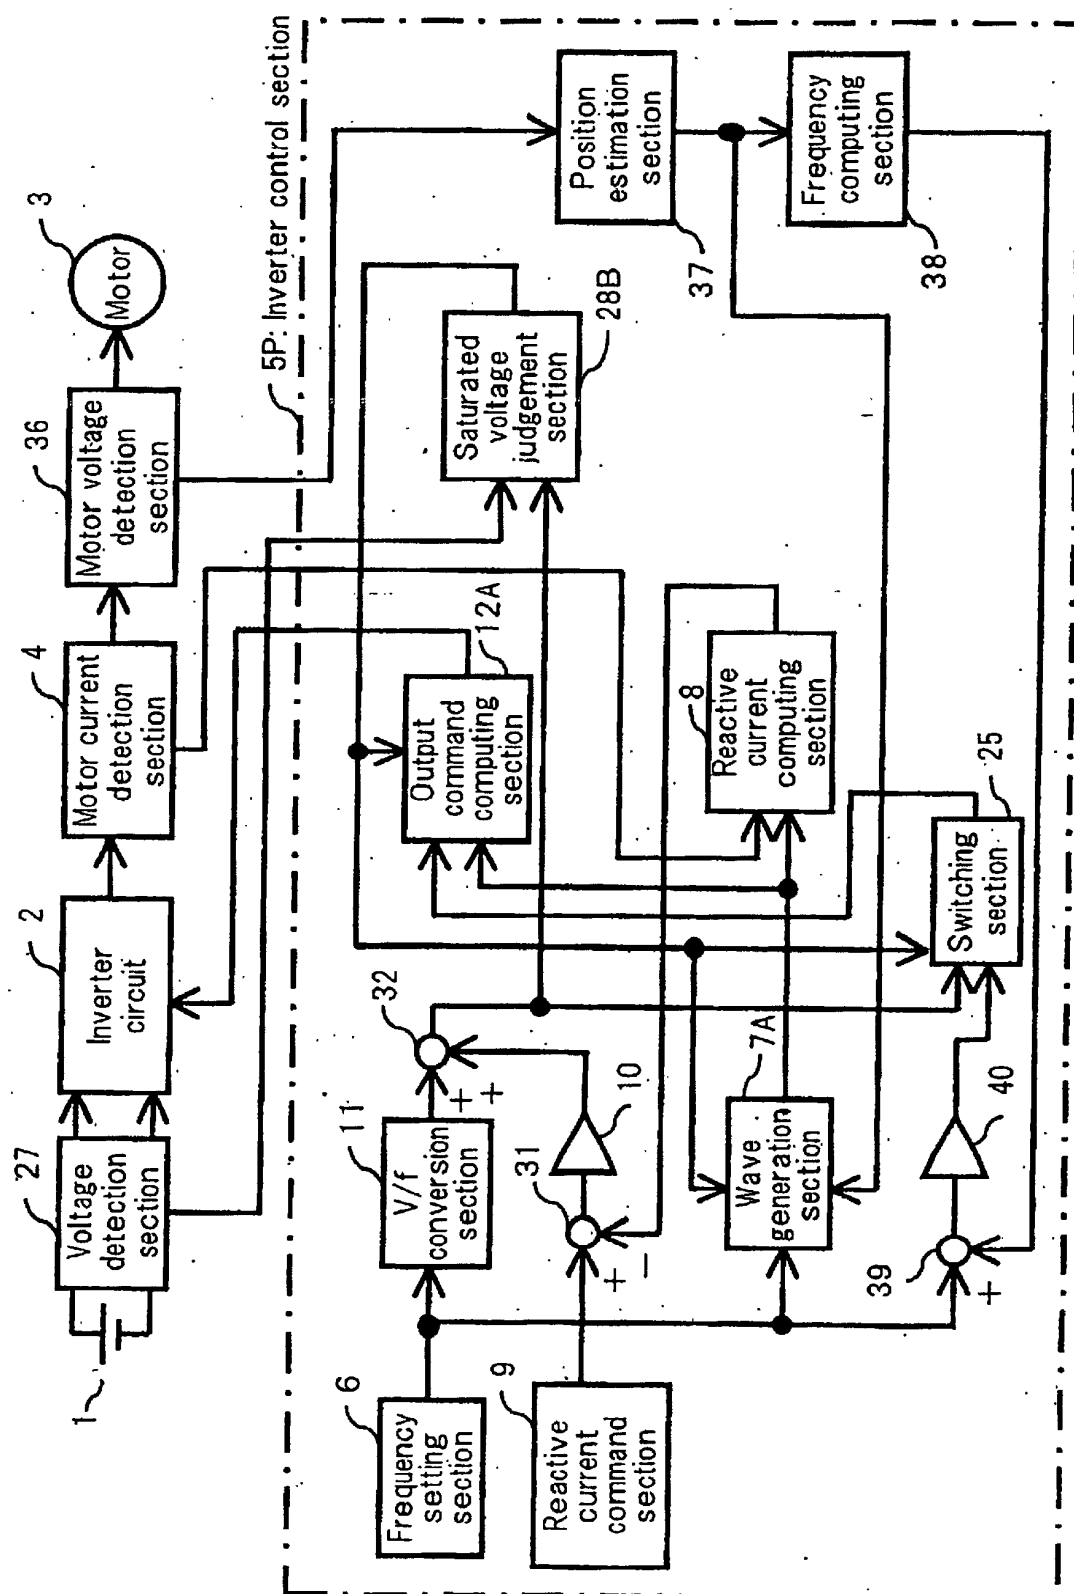 1
27
Voltage
detection
section
2
Inverter
circuit
4
Motor current
detection
section
36
Motor voltage
detection
section
3
Motor
5P: Inverter control section
6
Frequency
setting
section
11
V/f
conversion
section
+
+
32
Output
command
computing
section
12A
Saturated
voltage
judgement
section
28B
Position
estimation
section
37
9
Reactive
current
command
section
+
−
31
10
8
Reactive
current
computing
section
Wave
generation
section
7A
Frequency
computing
section
38
39
+
40
Switching
section
25